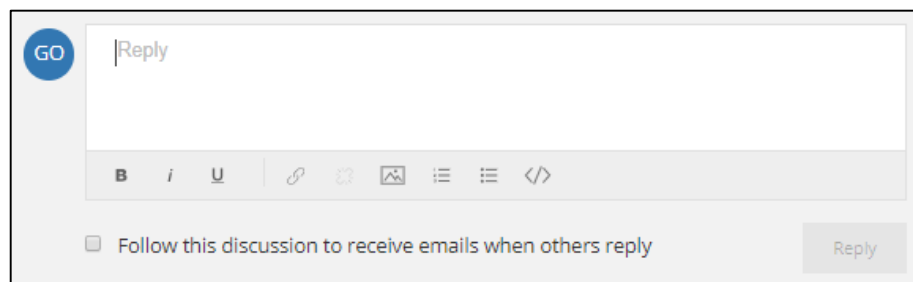 GO
Reply
B i U
Follow this discussion to receive emails when others reply
Reply